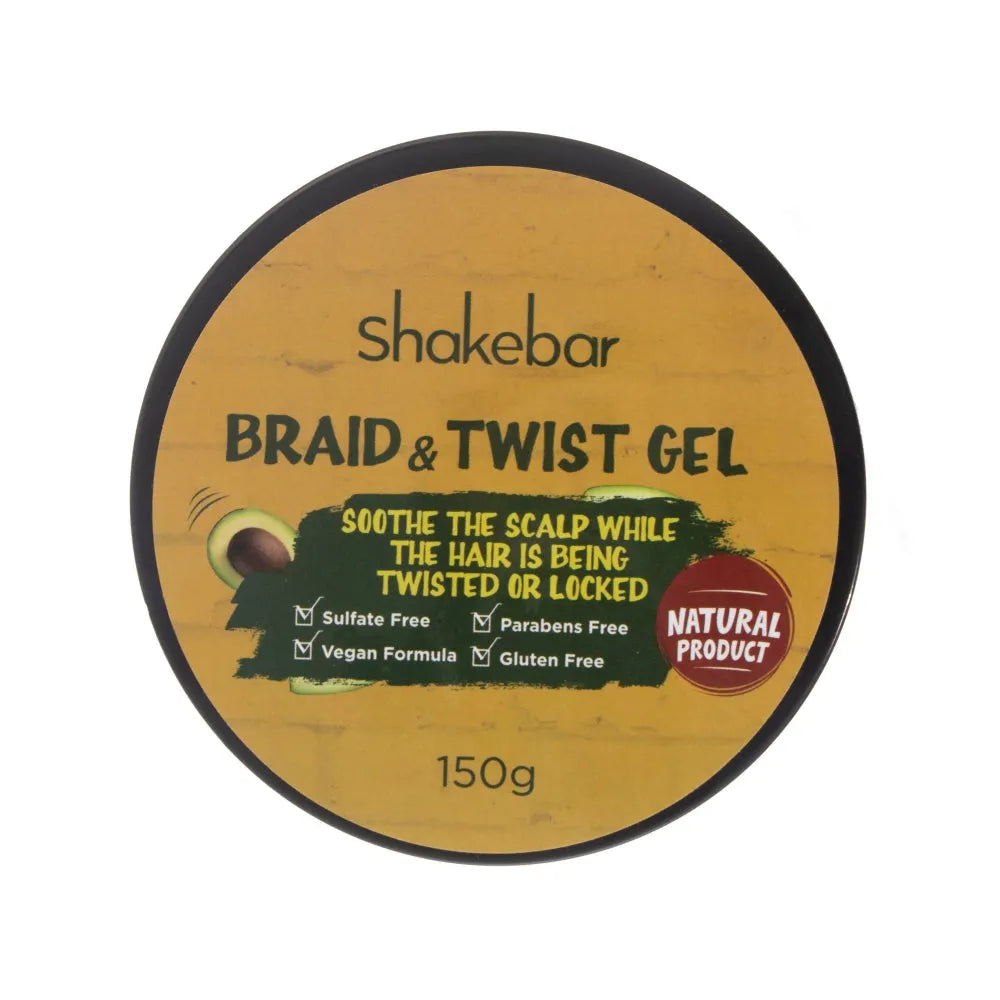 shakebar
BRAID & TWIST GEL
SOOTHE THE SCALP WHILE
THE HAIR IS BEING
TWISTED OR LOCKED
Sulfate Free
Parabens Free
Vegan Formula
Gluten Free
NATURAL
PRODUCT
150g